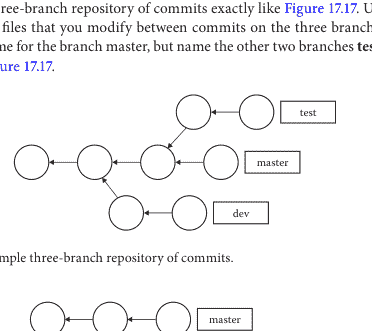 ree-branch repository of commits exactly like Figure 17.17. U
files that you modify between commits on the three branch
me for the branch master, but name the other two branches tes
ure 17.17.
test
master
dev
mple three-branch repository of commits.
master